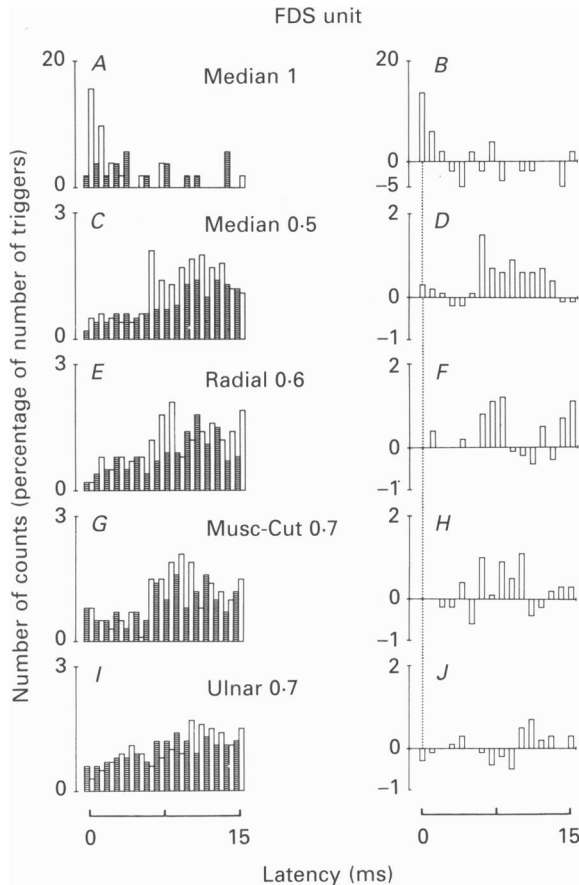 FDS unit
Number of counts (percentage of number of triggers)
20
0
A
Median 1
20
0
−5
B
3
0
C
Median 0·5
2
0
−1
D
3
0
E
Radial 0·6
2
0
−1
F
3
0
G
Musc-Cut 0·7
2
0
−1
H
3
0
I
Ulnar 0·7
2
0
−1
J
0
15
0
15
Latency (ms)